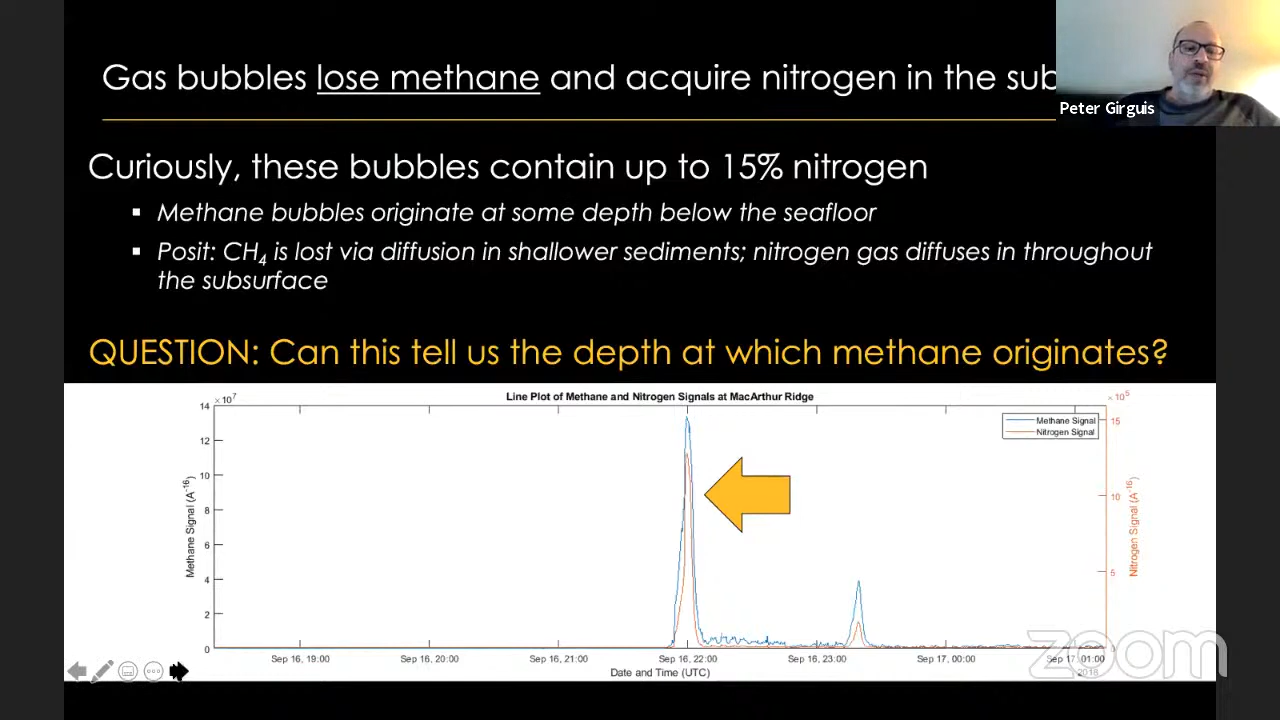 Gas bubbles lose methane and acquire nitrogen in the sub
Peter Girguis
Curiously, these bubbles contain up to 15% nitrogen
▪ Methane bubbles originate at some depth below the seafloor
▪ Posit: CH₄ is lost via diffusion in shallower sediments; nitrogen gas diffuses in throughout
the subsurface
QUESTION: Can this tell us the depth at which methane originates?
Line Plot of Methane and Nitrogen Signals at MacArthur Ridge
× 10⁷
14
12
10
8
6
4
2
0
Methane Signal (A⁻¹⁶)
× 10⁵
15
10
5
0
Nitrogen Signal (A⁻¹⁶)
Methane Signal
Nitrogen Signal
Sep 16, 19:00 Sep 16, 20:00 Sep 16, 21:00 Sep 16, 22:00 Sep 16, 23:00 Sep 17, 00:00 Sep 17, 01:00
Date and Time (UTC)
2018
zoom